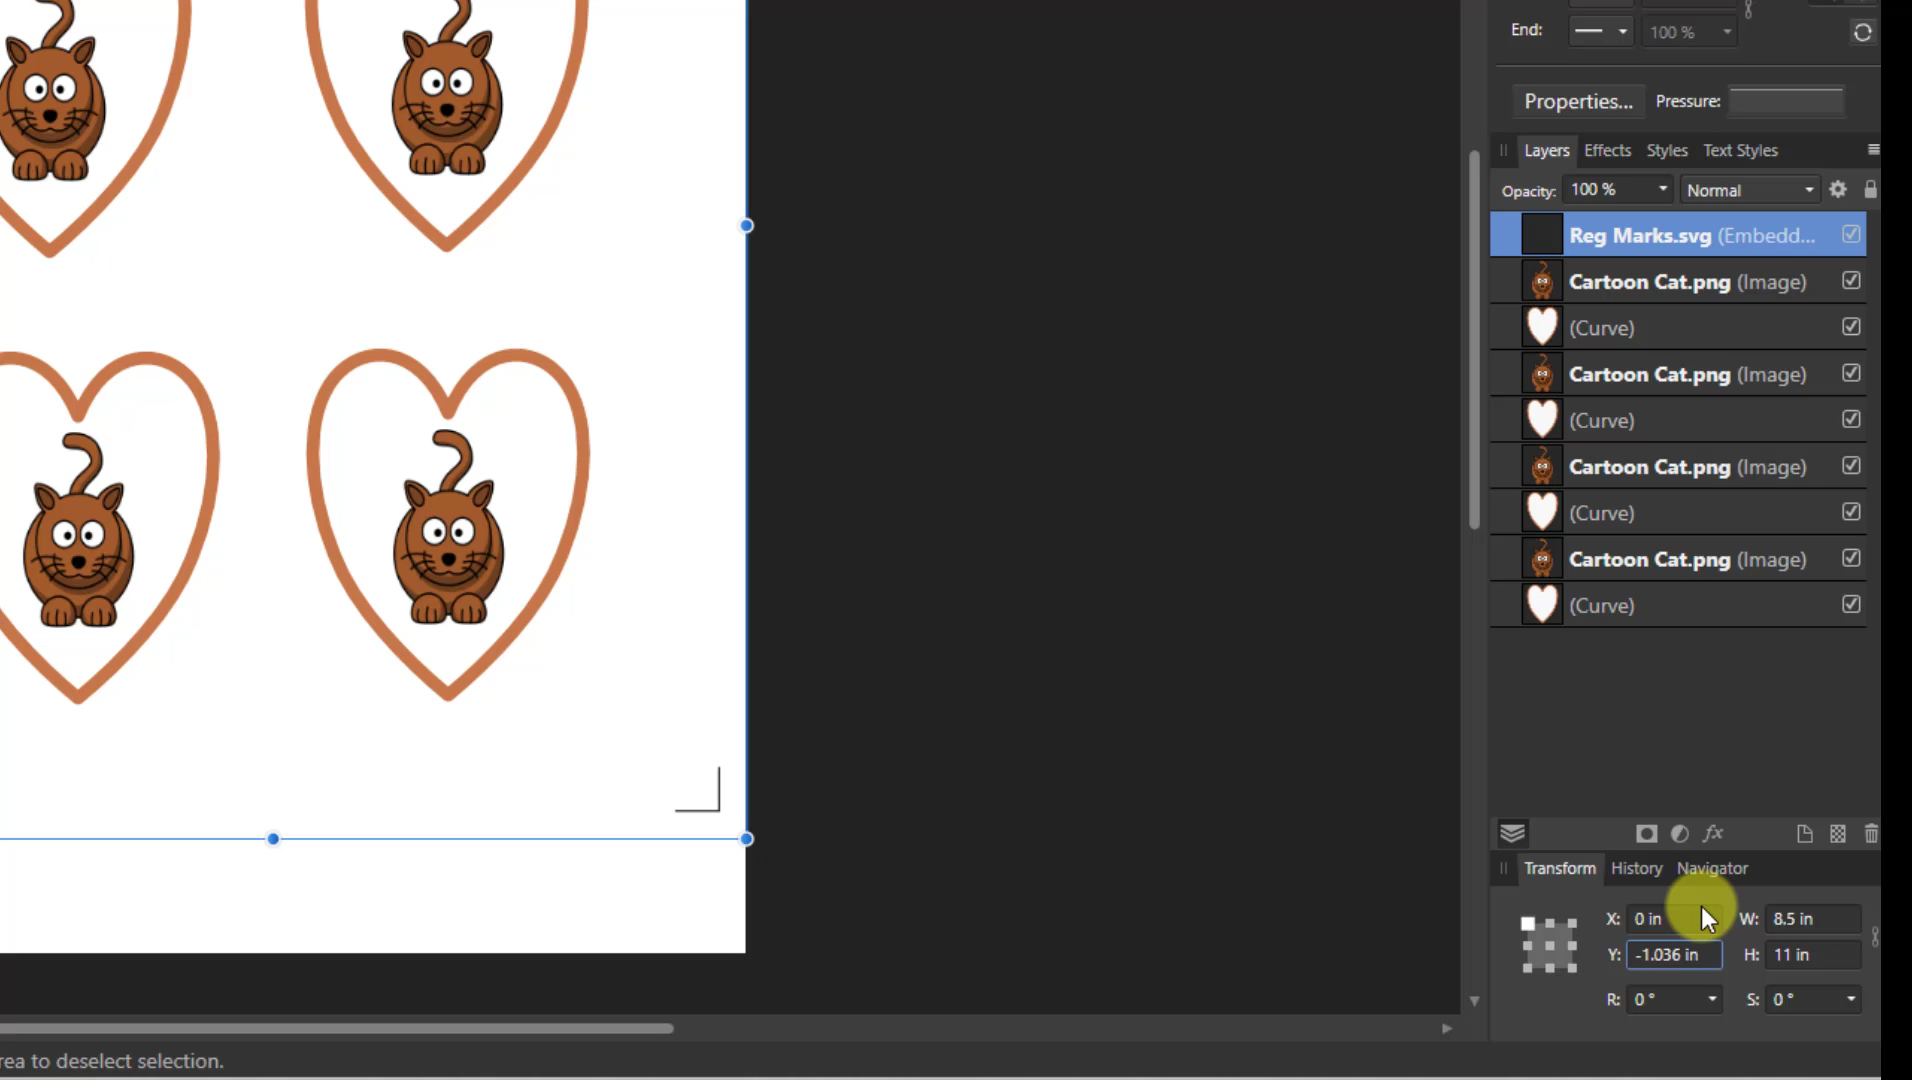 End: 100 %
Properties... Pressure:
Layers Effects Styles Text Styles
Opacity: 100 % Normal
Reg Marks.svg (Embedd...
Cartoon Cat.png (Image)
(Curve)
Cartoon Cat.png (Image)
(Curve)
Cartoon Cat.png (Image)
(Curve)
Cartoon Cat.png (Image)
(Curve)
fx
Transform History Navigator
X: 0 in W: 8.5 in
Y: -1.036 in H: 11 in
R: 0 ° S: 0 °
rea to deselect selection.